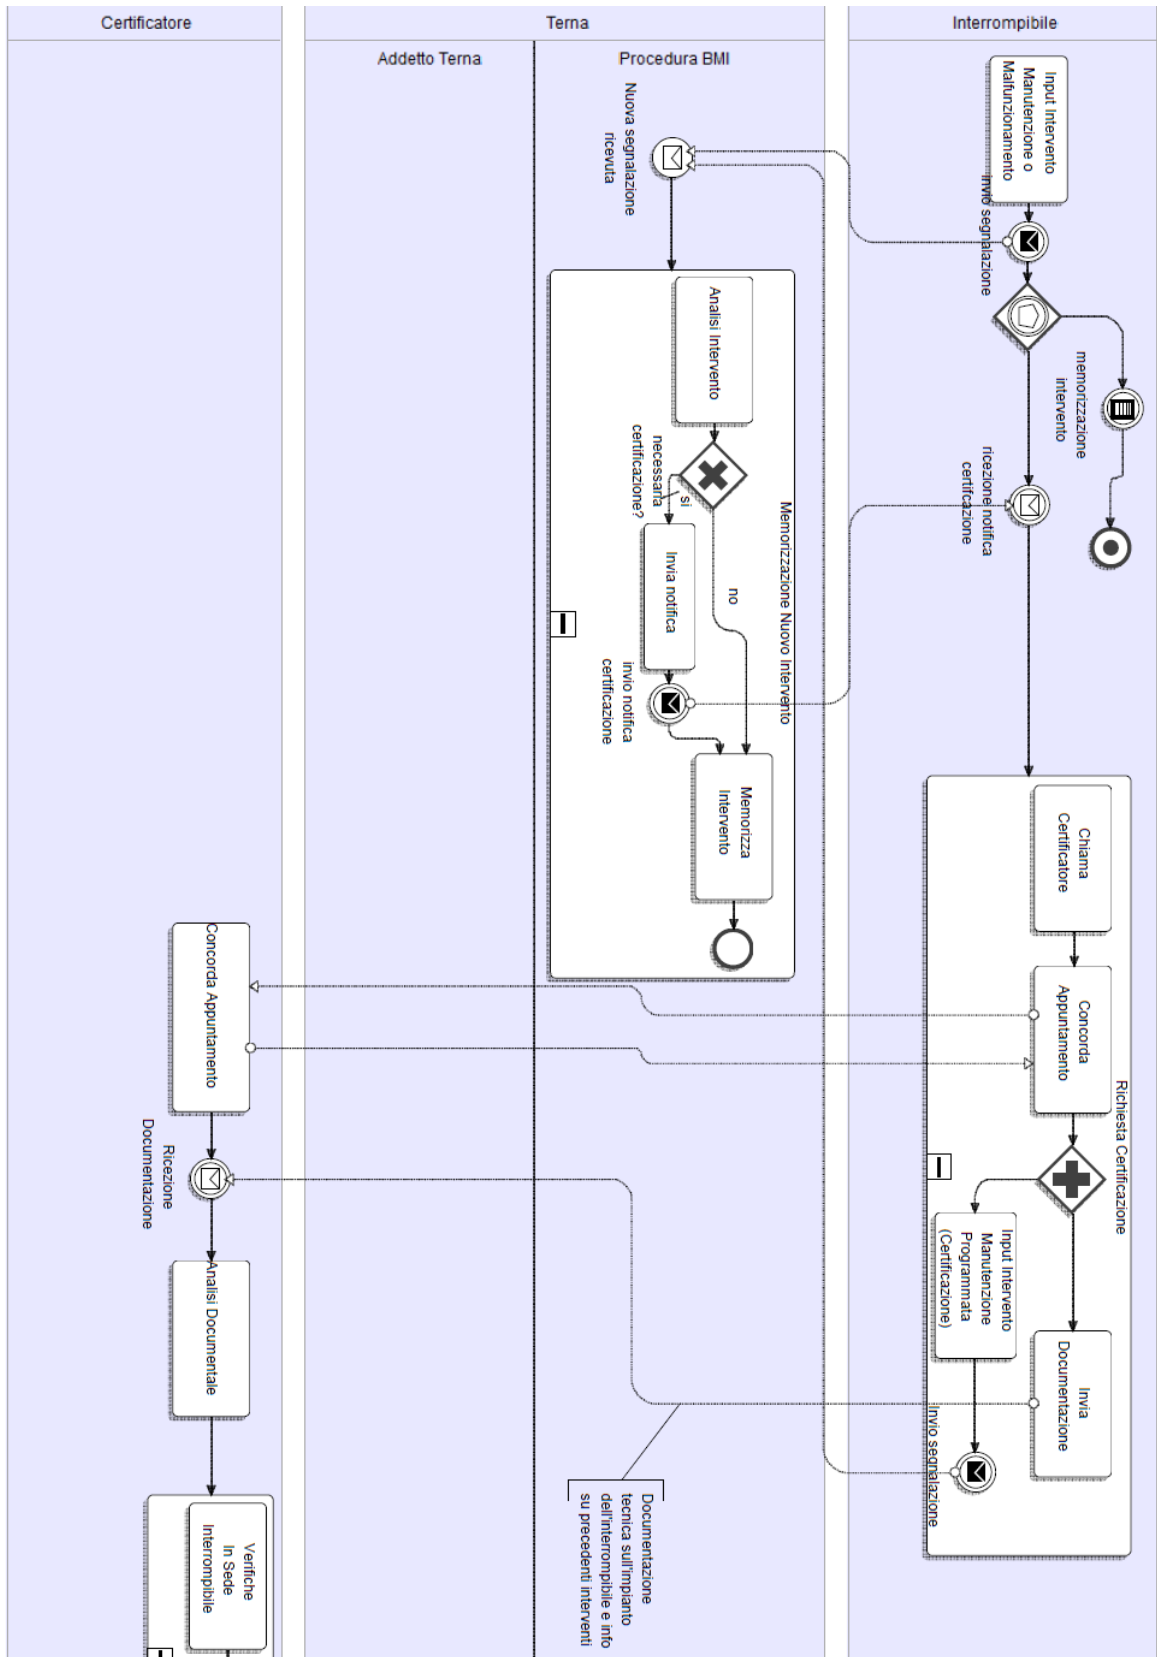 Certificatore
Terna
Interrompibile
Addetto Terna
Procedura BMI
Input Intervento
Manutenzione o
Malfunzionamento
invio segnalazione
memorizzazione
intervento
ricezione notifica
certifcazione
Nuova segnalazione
ricevuta
Memorizzazione Nuovo Intervento
Analisi Intervento
necessaria
certificazione?
si
no
Invia notifica
invio notifica
certificazione
Memorizza
Intervento
Richiesta Certificazione
Chiama
Certificatore
Concorda
Appuntamento
Input Intervento
Manutenzione
Programmata
(Certificazione)
Invia
Documentazione
Invio segnalazione
Concorda Appuntamento
Ricezione
Documentazione
Analisi Documentale
Documentazione
tecnica sull'impianto
dell'interrompibile e info
su precedenti interventi
Verifiche
In Sede
Interrompibile